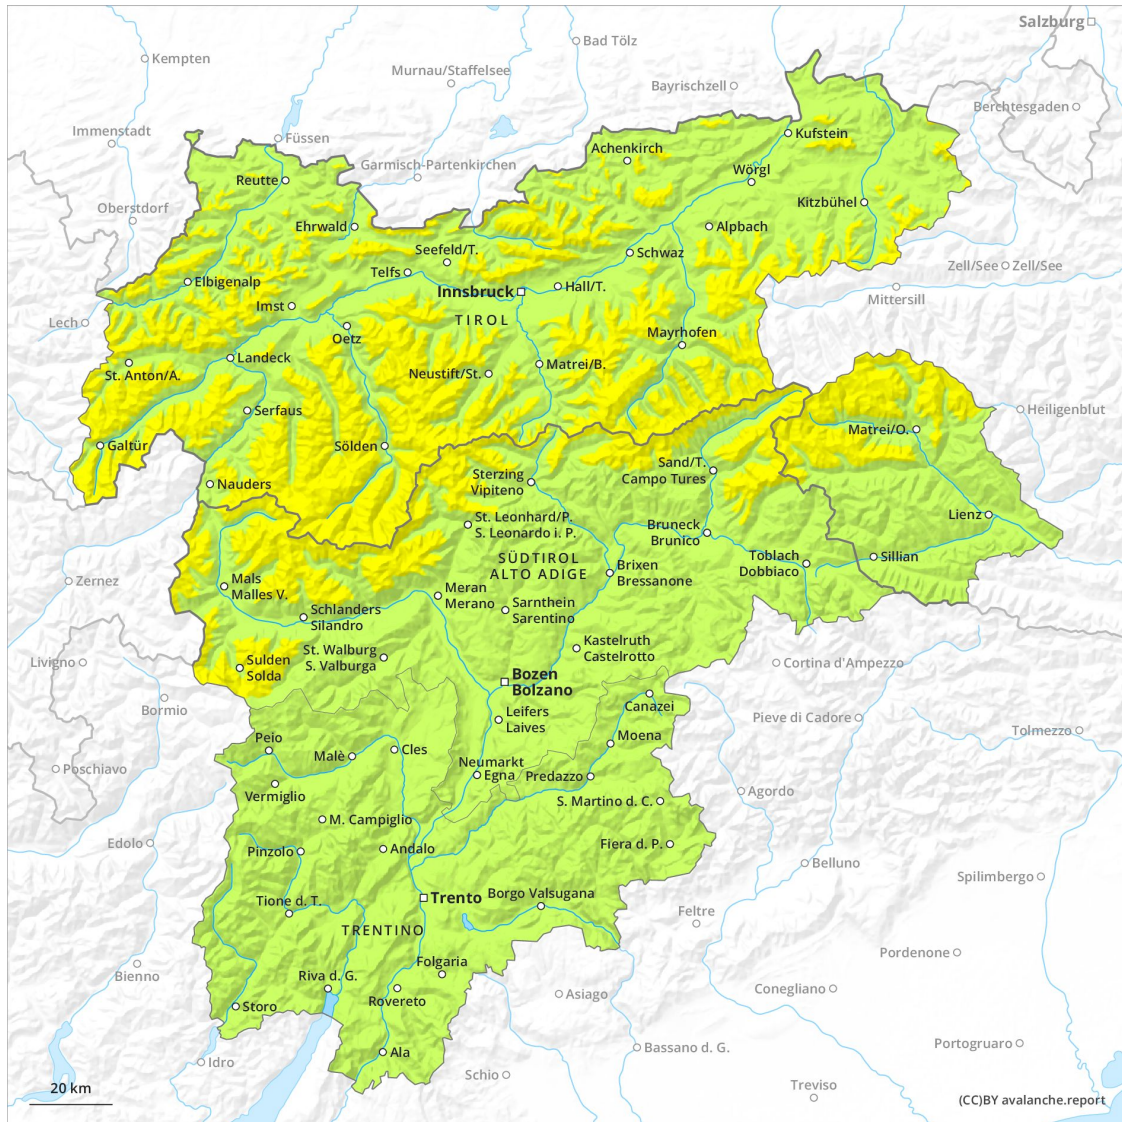 Salzburg
Bad Tölz
Kempten
Murnau/Staffelsee
Bayrischzell
Berchtesgaden
Immenstadt
Füssen
Kufstein
Achenkirch
Garmisch-Partenkirchen
Wörgl
Reutte
Oberstdorf
Kitzbühel
Ehrwald
Alpbach
Seefeld/T.
Schwaz
Telfs
Zell/See
Zell/See
Elbigenalp
Innsbruck
Hall/T.
Mittersill
Imst
Lech
TIROL
Oetz
Mayrhofen
Landeck
Matrei/B.
St. Anton/A.
Neustift/St.
Serfaus
Heiligenblut
Matrei/O.
Galtür
Sölden
Sand/T.
Campo Tures
Sterzing
Vipiteno
Nauders
St. Leonhard/P.
S. Leonardo i. P.
Lienz
Bruneck
Brunico
SÜDTIROL
ALTO ADIGE
Toblach
Dobbiaco
Sillian
Brixen
Bressanone
Zernez
Mals
Malles V.
Meran
Merano
Sarnthein
Sarentino
Schlanders
Silandro
Kastelruth
Castelrotto
St. Walburg
S. Valburga
Livigno
Sulden
Solda
Cortina d'Ampezzo
Bozen
Bolzano
Bormio
Canazei
Leifers
Laives
Pieve di Cadore
Tolmezzo
Peio
Moena
Cles
Malè
Poschiavo
Neumarkt
Egna
Predazzo
Vermiglio
Agordo
S. Martino d. C.
M. Campiglio
Edolo
Pinzolo
Andalo
Fiera d. P.
Belluno
Spilimbergo
Trento
Borgo Valsugana
Tione d. T.
Feltre
TRENTINO
Pordenone
Folgaria
Bienno
Riva d. G.
Conegliano
Asiago
Rovereto
Storo
Portogruaro
Bassano d. G.
Ala
Idro
Schio
Treviso
20 km
(CC)BY avalanche.report